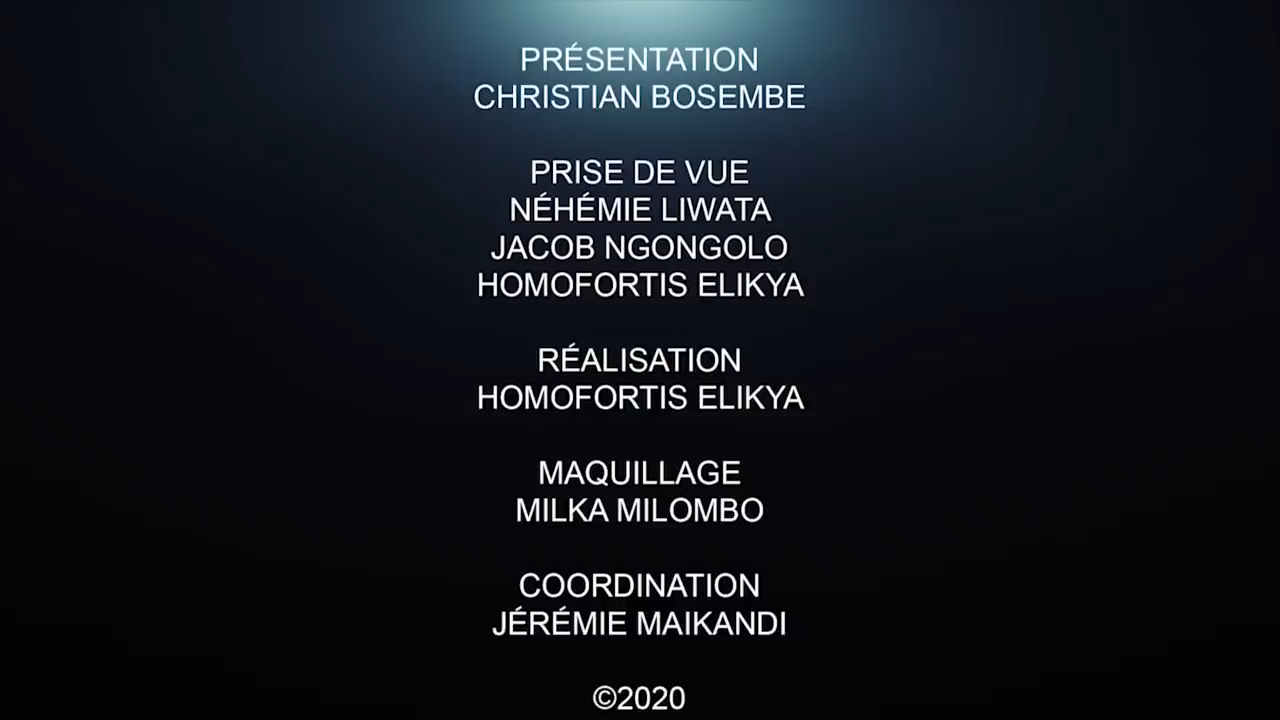 PRÉSENTATION
CHRISTIAN BOSEMBE
PRISE DE VUE
NÉHÉMIE LIWATA
JACOB NGONGOLO
HOMOFORTIS ELIKYA
RÉALISATION
HOMOFORTIS ELIKYA
MAQUILLAGE
MILKA MILOMBO
COORDINATION
JÉRÉMIE MAIKANDI
©2020